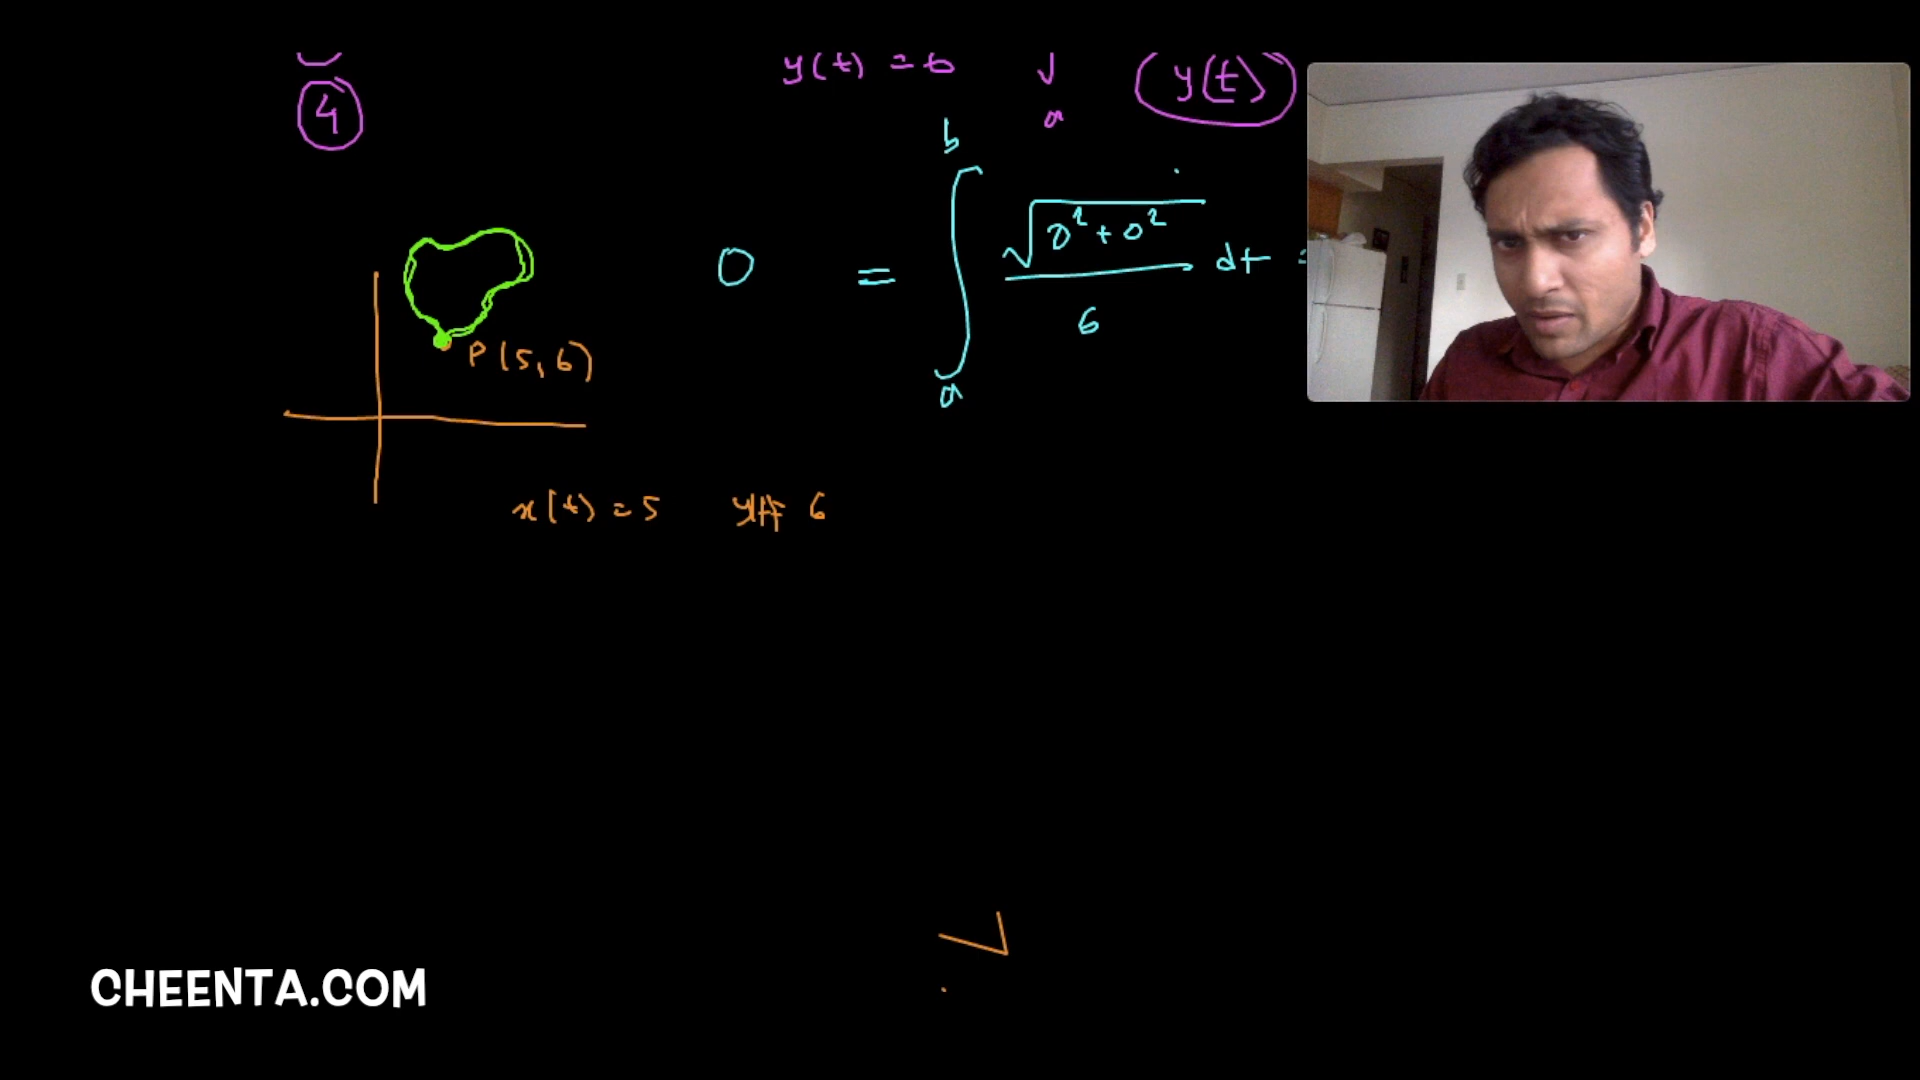 4
y(t) = 6
y(t)
a
b
0 = ∫ √(0² + 0²) / 6 dt =
a
P(5, 6)
x(t) = 5 y(t) = 6
CHEENTA.COM